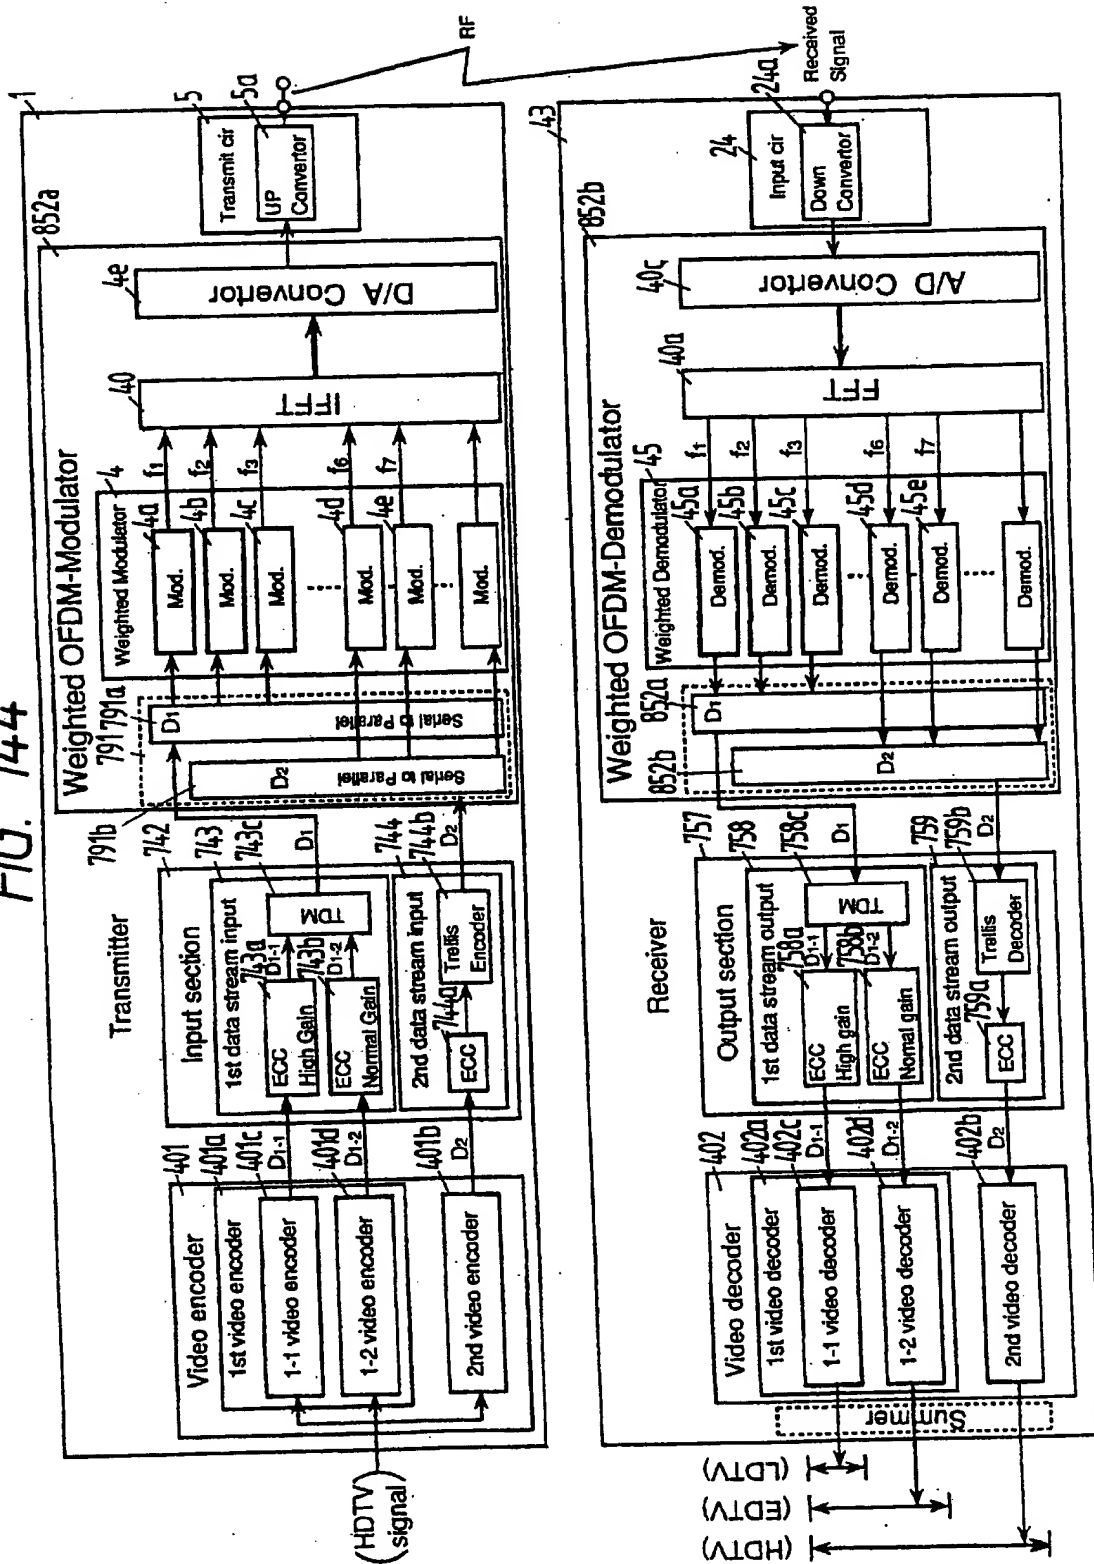 FIG. 144
Transmitter
1
Video encoder
401
1st video encoder
401a
1-1 video encoder
401c
D1-1
1-2 video encoder
401d
D1-2
2nd video encoder
401b
D2
(HDTV signal)
Input section
742
1st data stream input
743
ECC High Gain
743a
D1-1
ECC Normal Gain
743b
D1-2
TDM
743c
D1
2nd data stream input
744
ECC
744a
Trellis Encoder
744b
D2
Weighted OFDM-Modulator
852a
791
791a
D1
Serial to Parallel
791b
D2
Serial to Parallel
Weighted Modulator
4
Mod.
4a
f1
Mod.
4b
f2
Mod.
4c
f3
Mod.
4d
f6
Mod.
4e
f7
Mod.
IFFT
40
D/A Convertor
4e
Transmit cir
5
UP Convertor
5a
RF
Received Signal
Receiver
43
Input cir
24
Down Convertor
24a
Weighted OFDM-Demodulator
852b
A/D Convertor
40c
FFT
40a
Weighted Demodulator
45
f1
Demod.
45a
f2
Demod.
45b
f3
Demod.
45c
f6
Demod.
45d
f7
Demod.
45e
Demod.
852a
D1
852b
D2
Output section
757
1st data stream output
758
TDM
758c
D1
ECC High gain
758a
D1-1
ECC Normal gain
758b
D1-2
2nd data stream output
759
Trellis Decoder
759b
D2
ECC
759a
Video decoder
402
1st video decoder
402a
1-1 video decoder
402c
D1-1
1-2 video decoder
402d
D1-2
2nd video decoder
402b
D2
Summer
(LDTV)
(EDTV)
(HDTV)